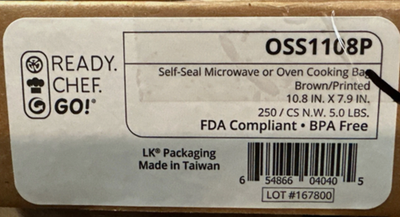 OSS1108P
READY.
CHEF.
GO!®
Self-Seal Microwave or Oven Cooking Bag
Brown/Printed
10.8 IN. X 7.9 IN.
250 / CS N.W. 5.0 LBS.
FDA Compliant • BPA Free
LK® Packaging
Made in Taiwan
6 54866 04040 5
LOT #167800